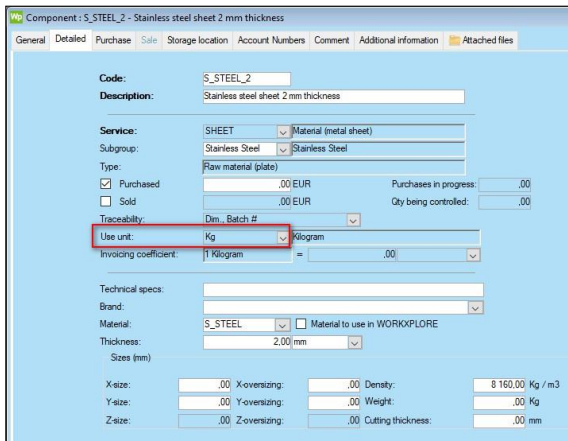 Wp Component : S_STEEL_2 - Stainless steel sheet 2 mm thickness
General Detailed Purchase Sale Storage location Account Numbers Comment Additional information Attached files
Code: S_STEEL_2
Description: Stainless steel sheet 2 mm thickness
Service: SHEET Material (metal sheet)
Subgroup: Stainless Steel Stainless Steel
Type: Raw material (plate)
Purchased ,00 EUR Purchases in progress: ,00
Sold ,00 EUR Qty being controlled: ,00
Traceability: Dim., Batch #
Use unit: Kg Kilogram
Invoicing coefficient: 1 Kilogram = ,00
Technical specs:
Brand:
Material: S_STEEL Material to use in WORKXPLORE
Thickness: 2,00 mm
Sizes (mm)
X-size: ,00 X-oversizing: ,00 Density: 8 160,00 Kg / m3
Y-size: ,00 Y-oversizing: ,00 Weight: ,00 Kg
Z-size: ,00 Z-oversizing: ,00 Cutting thickness: ,00 mm